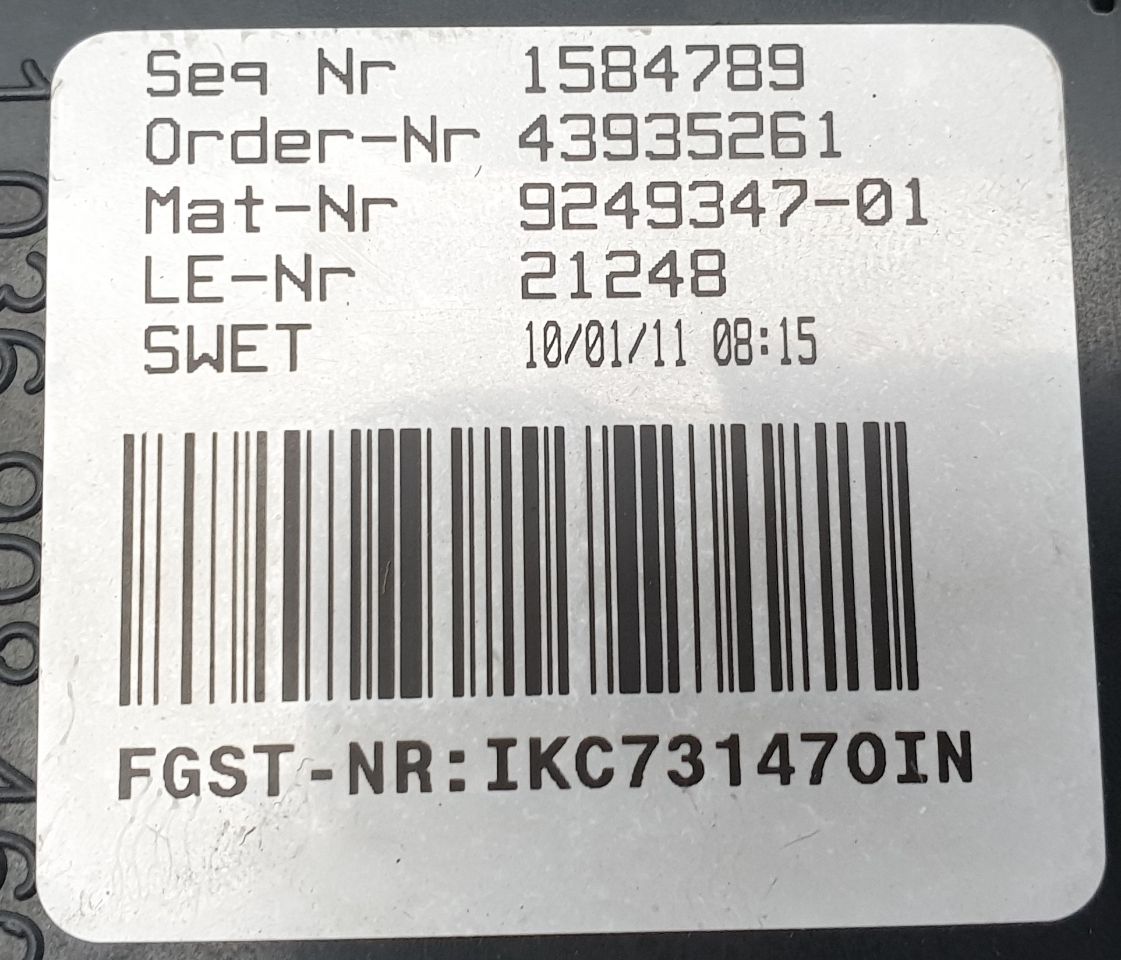 Seq Nr 1584789
Order-Nr 43935261
Mat-Nr 9249347-01
LE-Nr 21248
SWET 10/01/11 08:15
FGST-NR:IKC731470IN